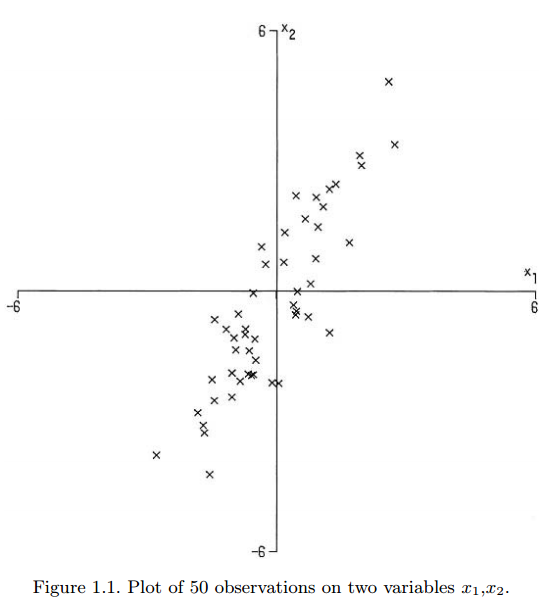 6 x2
x1
-6 6
-6
Figure 1.1. Plot of 50 observations on two variables x1,x2.